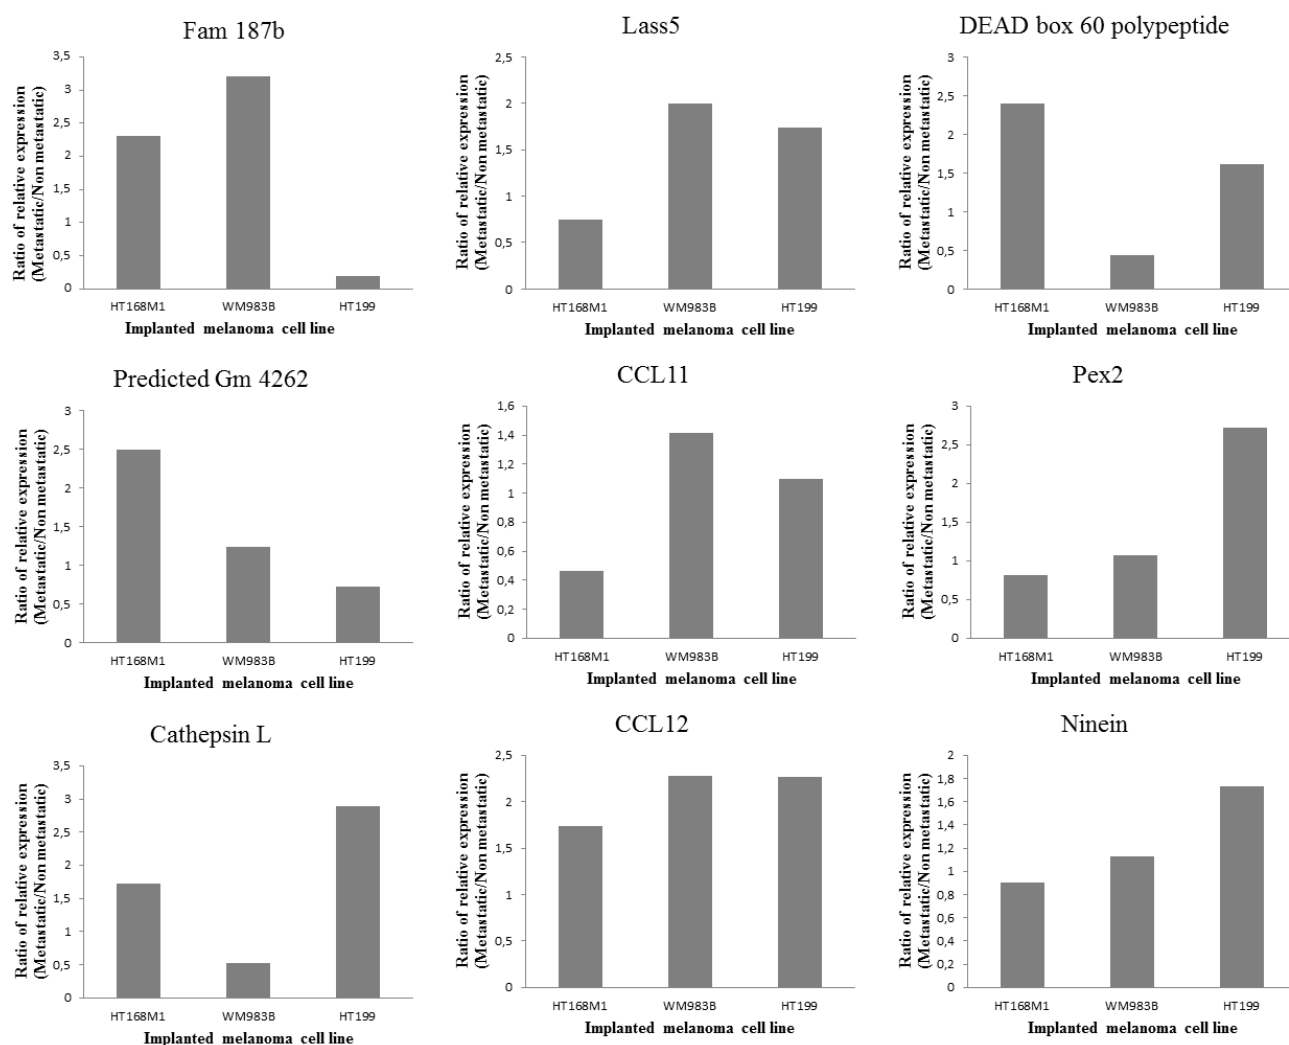 Fam 187b
Ratio of relative expression
(Metastatic/Non metastatic)
3,5
3
2,5
2
1,5
1
0,5
0
HT168M1 WM983B HT199
Implanted melanoma cell line
Lass5
Ratio of relative expression
(Metastatic/Non metastatic)
2,5
2
1,5
1
0,5
0
HT168M1 WM983B HT199
Implanted melanoma cell line
DEAD box 60 polypeptide
Ratio of relative expression
(Metastatic/Non metastatic)
3
2,5
2
1,5
1
0,5
0
HT168M1 WM983B HT199
Implanted melanoma cell line
Predicted Gm 4262
Ratio of relative expression
(Metastatic/Non metastatic)
3
2,5
2
1,5
1
0,5
0
HT168M1 WM983B HT199
Implanted melanoma cell line
CCL11
Ratio of relative expression
(Metastatic/Non metastatic)
1,6
1,4
1,2
1
0,8
0,6
0,4
0,2
0
HT168M1 WM983B HT199
Implanted melanoma cell line
Pex2
Ratio of relative expression
(Metastatic/Non metastatic)
3
2,5
2
1,5
1
0,5
0
HT168M1 WM983B HT199
Implanted melanoma cell line
Cathepsin L
Ratio of relative expression
(Metastatic/Non metastatic)
3,5
3
2,5
2
1,5
1
0,5
0
HT168M1 WM983B HT199
Implanted melanoma cell line
CCL12
Ratio of relative expression
(Metastatic/Non metastatic)
2,5
2
1,5
1
0,5
0
HT168M1 WM983B HT199
Implanted melanoma cell line
Ninein
Ratio of relative expression
(Metastatic/Non metastatic)
2
1,8
1,6
1,4
1,2
1
0,8
0,6
0,4
0,2
0
HT168M1 WM983B HT199
Implanted melanoma cell line